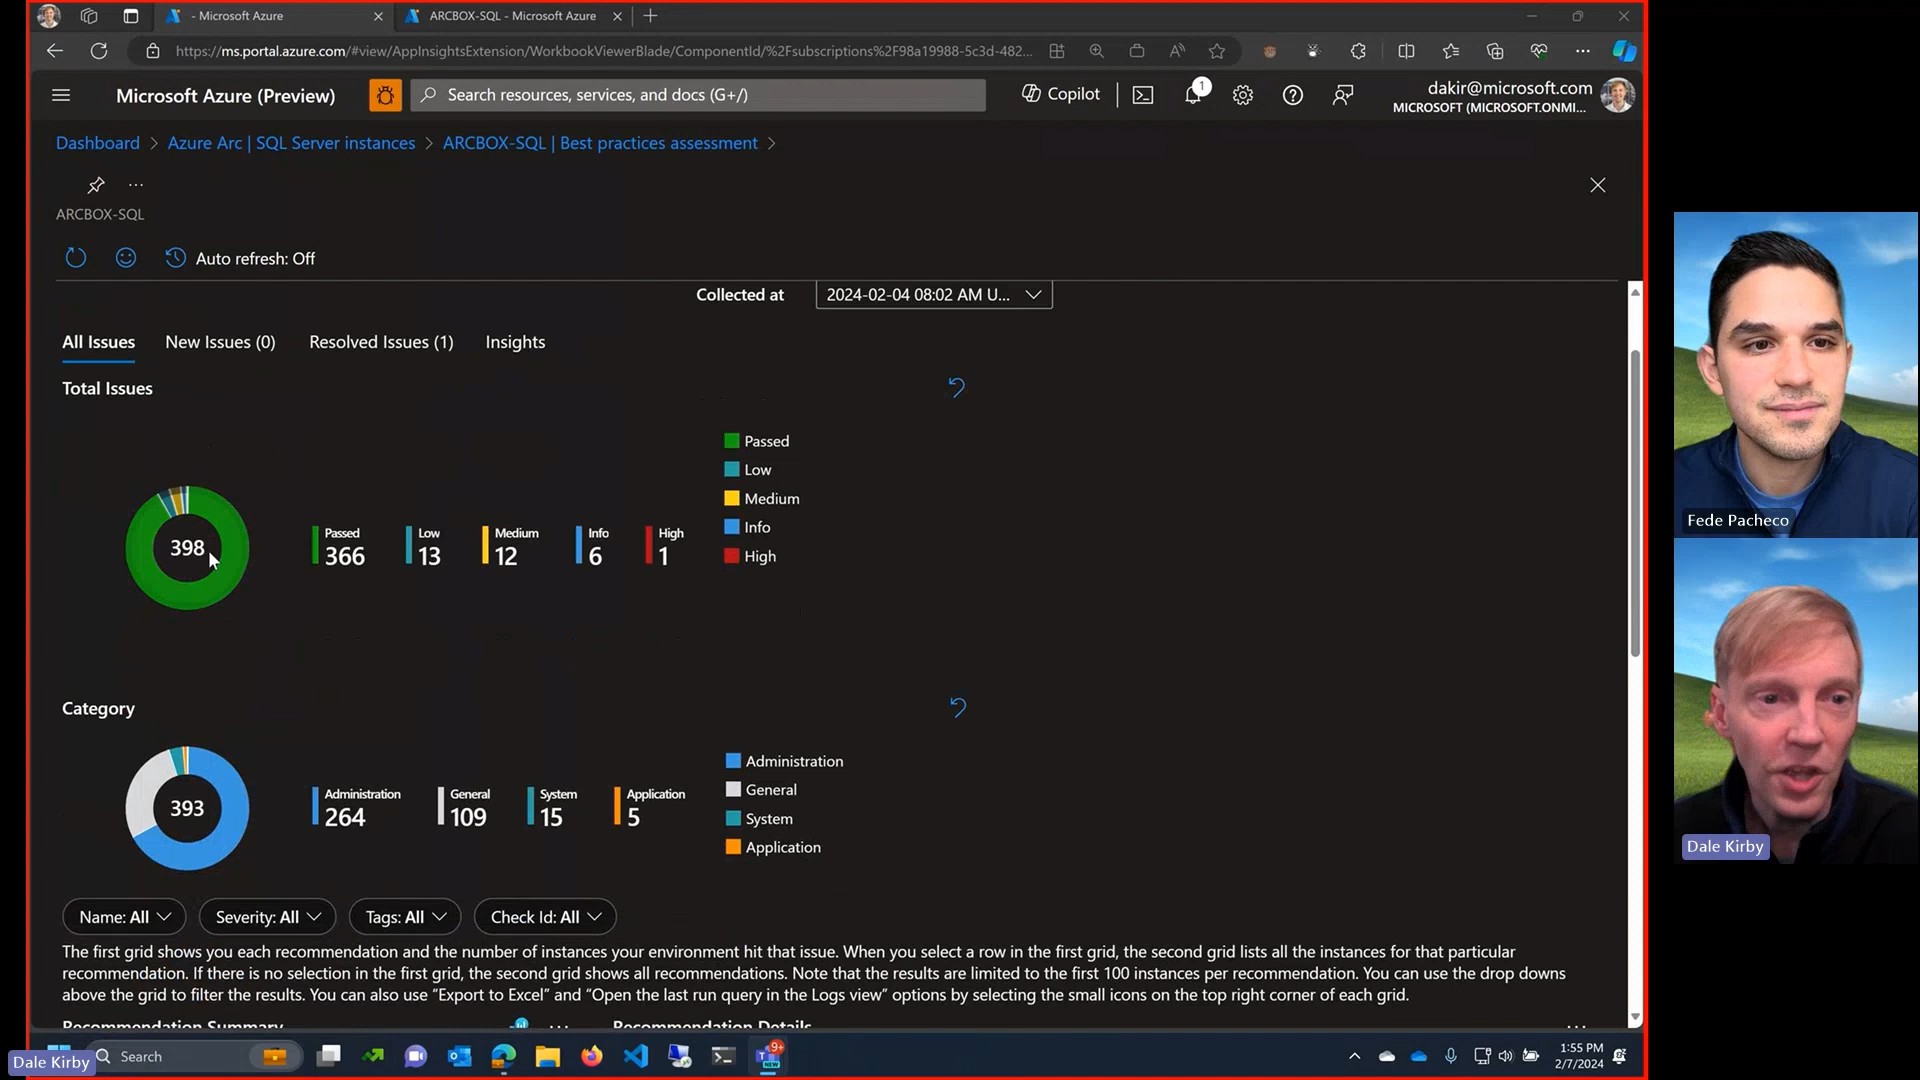 - Microsoft Azure
ARCBOX-SQL - Microsoft Azure
https://ms.portal.azure.com/#view/AppInsightsExtension/WorkbookViewerBlade/ComponentId/%2Fsubscriptions%2F98a19988-5c3d-482...
Microsoft Azure (Preview)
Search resources, services, and docs (G+/)
Copilot
1
dakir@microsoft.com
MICROSOFT (MICROSOFT.ONMI...
Dashboard > Azure Arc | SQL Server instances > ARCBOX-SQL | Best practices assessment >
ARCBOX-SQL
Auto refresh: Off
Collected at
2024-02-04 08:02 AM U...
All Issues
New Issues (0)
Resolved Issues (1)
Insights
Total Issues
398
Passed
366
Low
13
Medium
12
Info
6
High
1
Passed
Low
Medium
Info
High
Category
393
Administration
264
General
109
System
15
Application
5
Administration
General
System
Application
Name: All
Severity: All
Tags: All
Check Id: All
The first grid shows you each recommendation and the number of instances your environment hit that issue. When you select a row in the first grid, the second grid lists all the instances for that particular
recommendation. If there is no selection in the first grid, the second grid shows all recommendations. Note that the results are limited to the first 100 instances per recommendation. You can use the drop downs
above the grid to filter the results. You can also use "Export to Excel" and "Open the last run query in the Logs view" options by selecting the small icons on the top right corner of each grid.
Recommendation Summary
Recommendation Details
Search
9+
NEW
1:55 PM
2/7/2024
Dale Kirby
Fede Pacheco
Dale Kirby